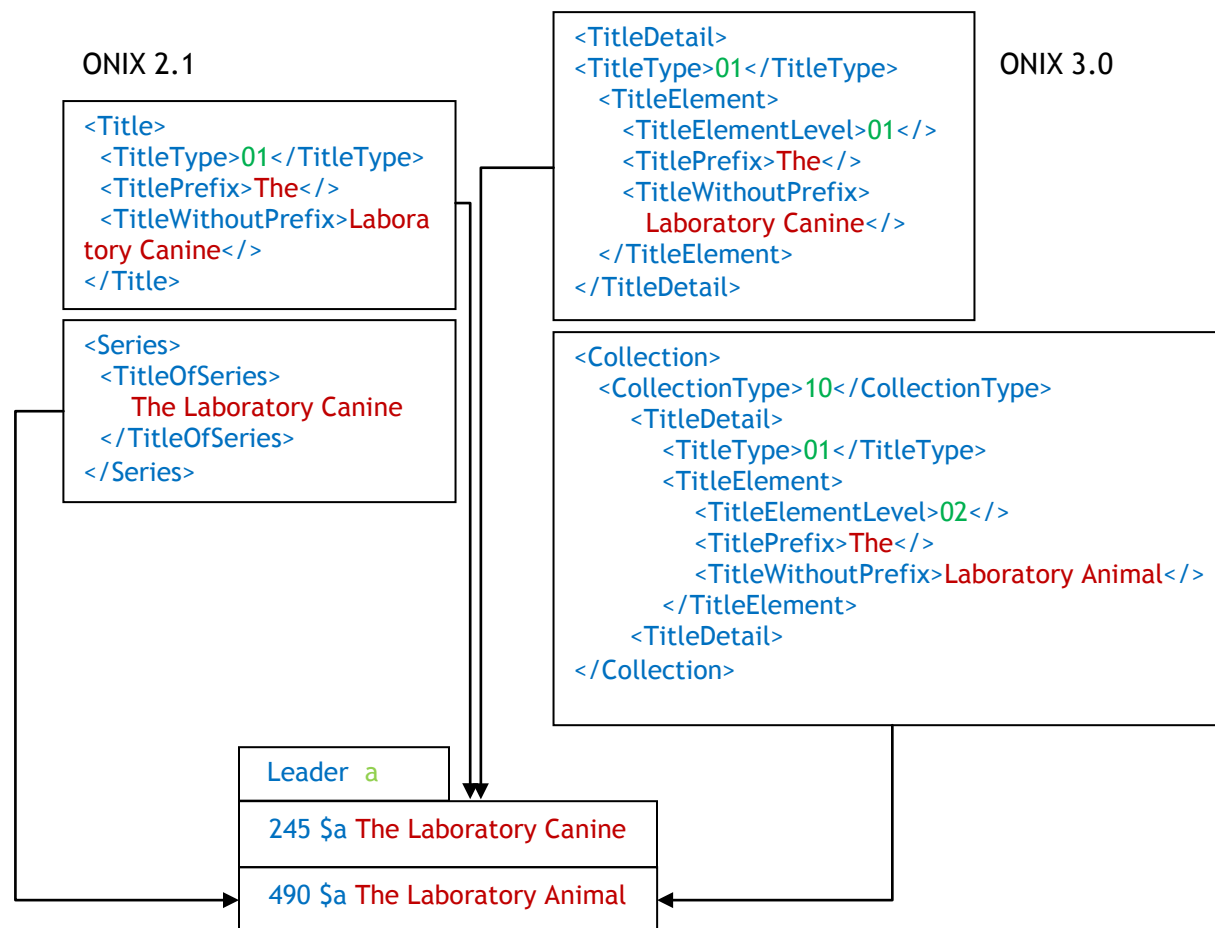 ONIX 2.1
<Title>
<TitleType>01</TitleType>
<TitlePrefix>The</>
<TitleWithoutPrefix>Labora
tory Canine</>
</Title>
<Series>
<TitleOfSeries>
The Laboratory Canine
</TitleOfSeries>
</Series>
ONIX 3.0
<TitleDetail>
<TitleType>01</TitleType>
<TitleElement>
<TitleElementLevel>01</>
<TitlePrefix>The</>
<TitleWithoutPrefix>
Laboratory Canine</>
</TitleElement>
</TitleDetail>
<Collection>
<CollectionType>10</CollectionType>
<TitleDetail>
<TitleType>01</TitleType>
<TitleElement>
<TitleElementLevel>02</>
<TitlePrefix>The</>
<TitleWithoutPrefix>Laboratory Animal</>
</TitleElement>
<TitleDetail>
</Collection>
Leader a
245 $a The Laboratory Canine
490 $a The Laboratory Animal